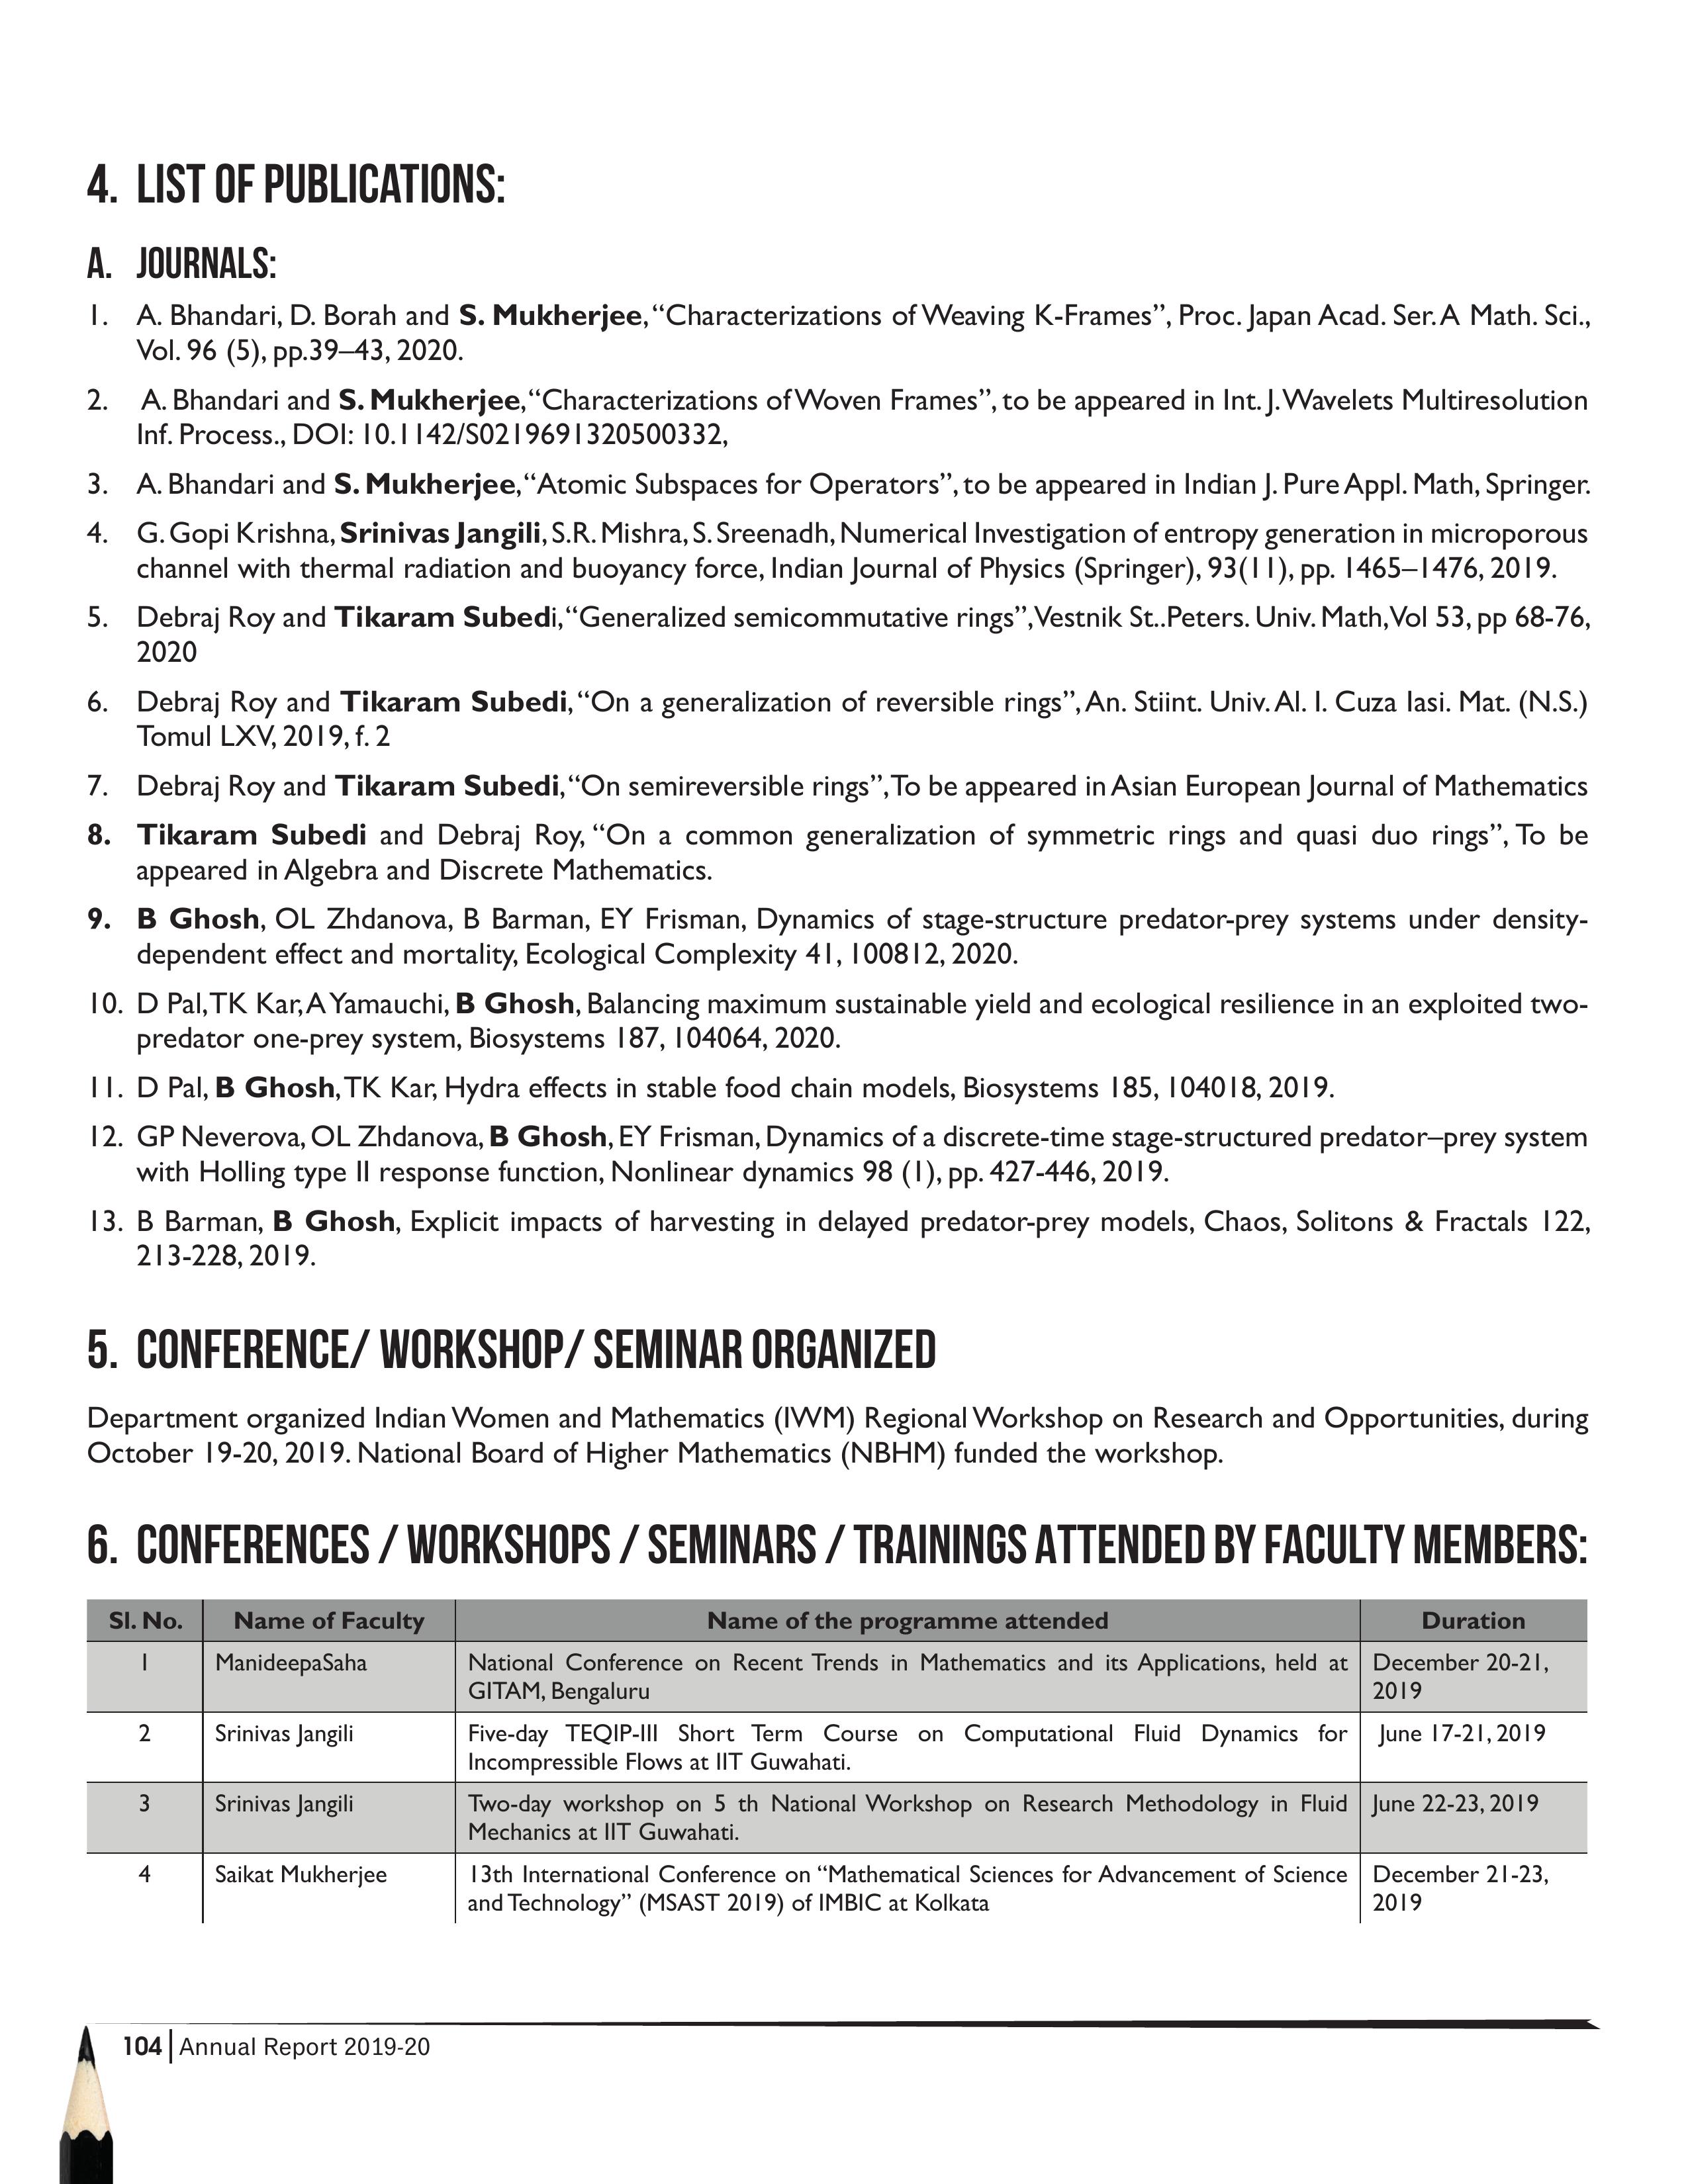 4. LIST OF PUBLICATIONS:
A. JOURNALS:
1. A. Bhandari, D. Borah and S. Mukherjee, “Characterizations of Weaving K-Frames”, Proc. Japan Acad. Ser. A Math. Sci.,
Vol. 96 (5), pp.39–43, 2020.
2. A. Bhandari and S. Mukherjee, “Characterizations of Woven Frames”, to be appeared in Int. J. Wavelets Multiresolution
Inf. Process., DOI: 10.1142/S0219691320500332,
3. A. Bhandari and S. Mukherjee, “Atomic Subspaces for Operators”, to be appeared in Indian J. Pure Appl. Math, Springer.
4. G. Gopi Krishna, Srinivas Jangili, S.R. Mishra, S. Sreenadh, Numerical Investigation of entropy generation in microporous
channel with thermal radiation and buoyancy force, Indian Journal of Physics (Springer), 93(11), pp. 1465–1476, 2019.
5. Debraj Roy and Tikaram Subedi, “Generalized semicommutative rings”, Vestnik St..Peters. Univ. Math, Vol 53, pp 68-76,
2020
6. Debraj Roy and Tikaram Subedi, “On a generalization of reversible rings”, An. Stiint. Univ. Al. I. Cuza Iasi. Mat. (N.S.)
Tomul LXV, 2019, f. 2
7. Debraj Roy and Tikaram Subedi, “On semireversible rings”, To be appeared in Asian European Journal of Mathematics
8. Tikaram Subedi and Debraj Roy, “On a common generalization of symmetric rings and quasi duo rings”, To be
appeared in Algebra and Discrete Mathematics.
9. B Ghosh, OL Zhdanova, B Barman, EY Frisman, Dynamics of stage-structure predator-prey systems under density-
dependent effect and mortality, Ecological Complexity 41, 100812, 2020.
10. D Pal, TK Kar, A Yamauchi, B Ghosh, Balancing maximum sustainable yield and ecological resilience in an exploited two-
predator one-prey system, Biosystems 187, 104064, 2020.
11. D Pal, B Ghosh, TK Kar, Hydra effects in stable food chain models, Biosystems 185, 104018, 2019.
12. GP Neverova, OL Zhdanova, B Ghosh, EY Frisman, Dynamics of a discrete-time stage-structured predator–prey system
with Holling type II response function, Nonlinear dynamics 98 (1), pp. 427-446, 2019.
13. B Barman, B Ghosh, Explicit impacts of harvesting in delayed predator-prey models, Chaos, Solitons & Fractals 122,
213-228, 2019.
5. CONFERENCE/ WORKSHOP/ SEMINAR ORGANIZED
Department organized Indian Women and Mathematics (IWM) Regional Workshop on Research and Opportunities, during
October 19-20, 2019. National Board of Higher Mathematics (NBHM) funded the workshop.
6. CONFERENCES / WORKSHOPS / SEMINARS / TRAININGS ATTENDED BY FACULTY MEMBERS:
Sl. No. Name of Faculty Name of the programme attended Duration
1 ManideepaSaha National Conference on Recent Trends in Mathematics and its Applications, held at December 20-21,
GITAM, Bengaluru 2019
2 Srinivas Jangili Five-day TEQIP-III Short Term Course on Computational Fluid Dynamics for June 17-21, 2019
Incompressible Flows at IIT Guwahati.
3 Srinivas Jangili Two-day workshop on 5 th National Workshop on Research Methodology in Fluid June 22-23, 2019
Mechanics at IIT Guwahati.
4 Saikat Mukherjee 13th International Conference on “Mathematical Sciences for Advancement of Science December 21-23,
and Technology” (MSAST 2019) of IMBIC at Kolkata 2019
104 Annual Report 2019-20